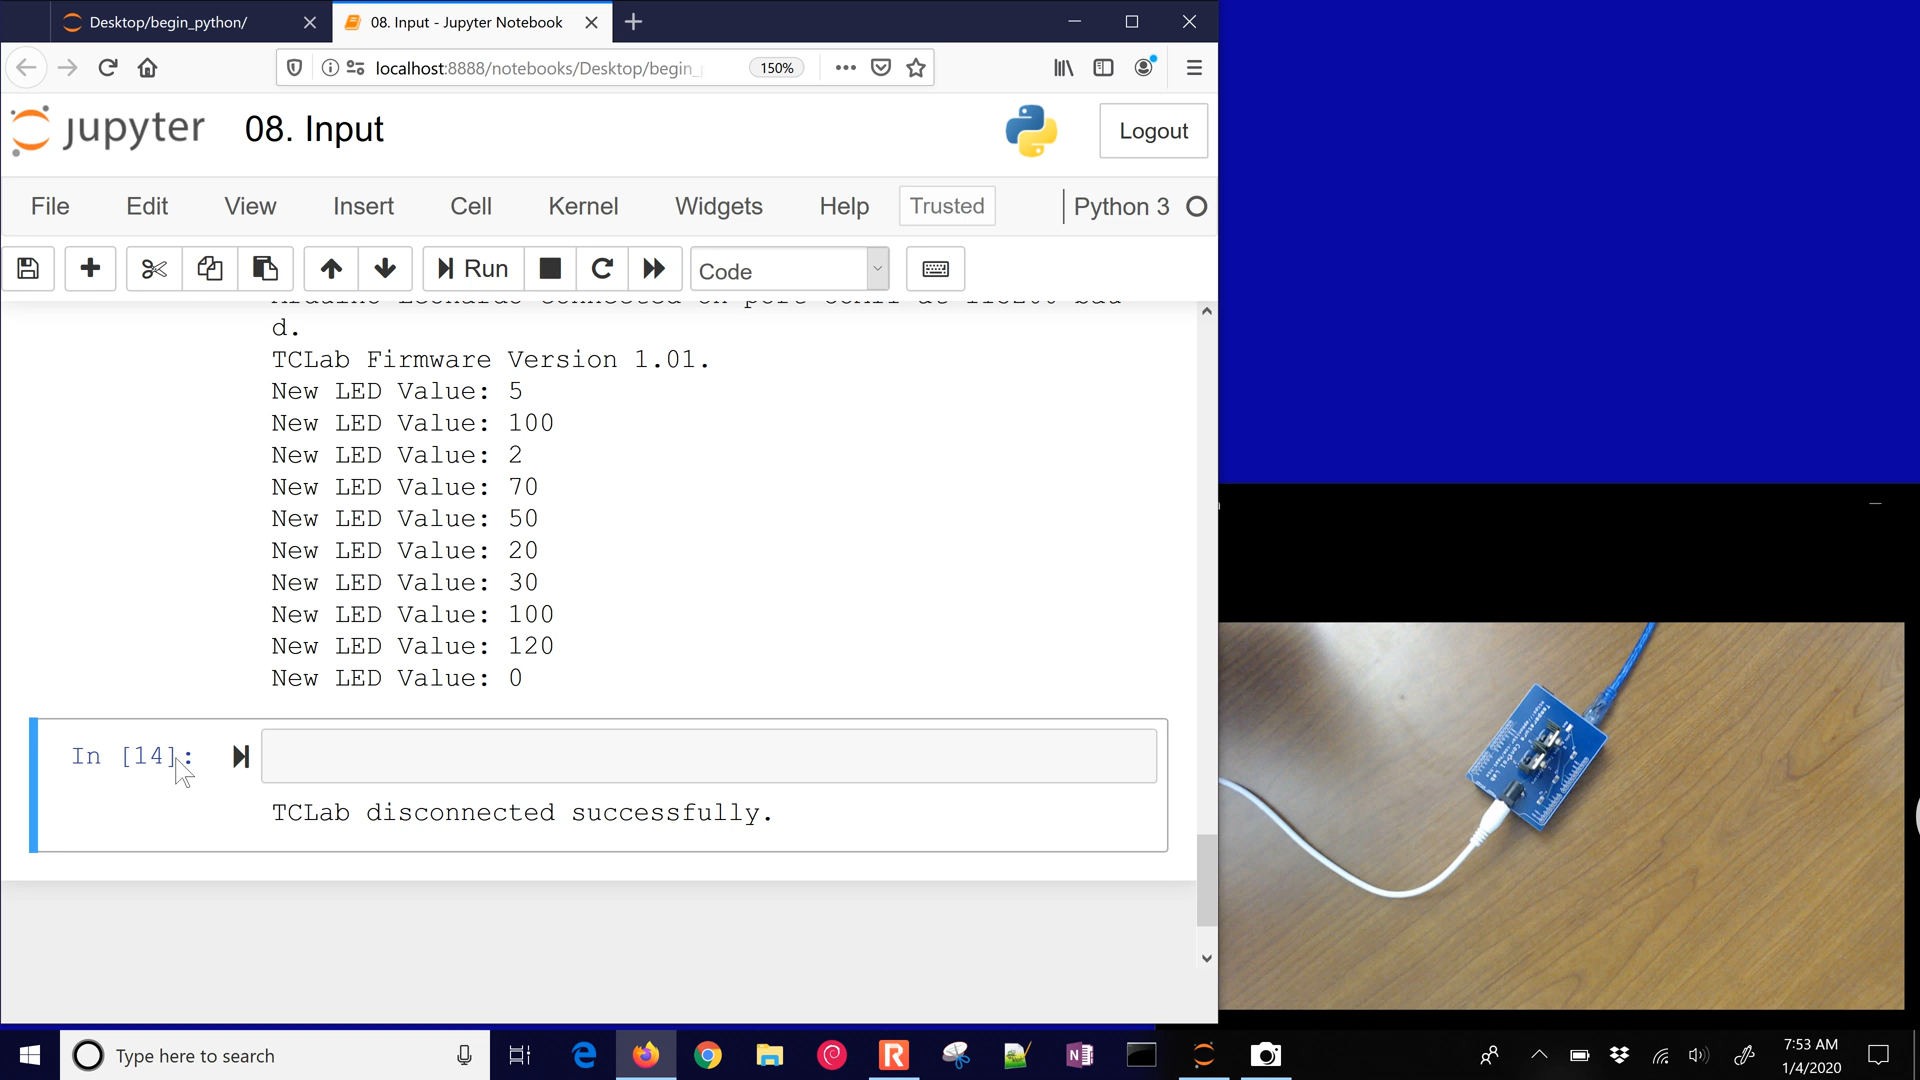 Desktop/begin_python/
08. Input - Jupyter Notebook
localhost:8888/notebooks/Desktop/begin_
150%
jupyter
08. Input
Logout
File
Edit
View
Insert
Cell
Kernel
Widgets
Help
Trusted
Python 3
Run
Code
d.
TCLab Firmware Version 1.01.
New LED Value: 5
New LED Value: 100
New LED Value: 2
New LED Value: 70
New LED Value: 50
New LED Value: 20
New LED Value: 30
New LED Value: 100
New LED Value: 120
New LED Value: 0
In [14]:
TCLab disconnected successfully.
Temperature Control Lab
Type here to search
7:53 AM
1/4/2020